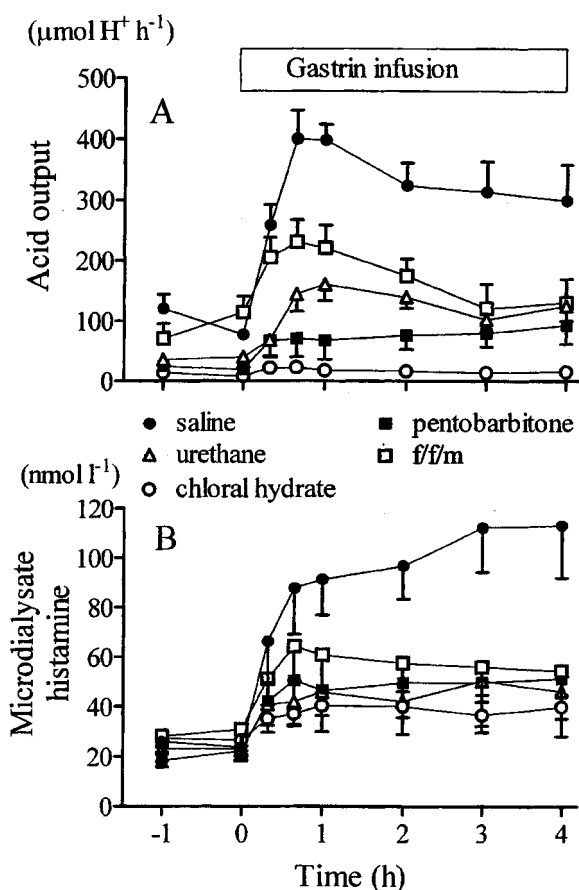 (μmol H⁺ h⁻¹)
Gastrin infusion
A
500
400
300
200
100
0
Acid output
saline
pentobarbitone
urethane
f/f/m
chloral hydrate
(nmol l⁻¹)
B
120
100
80
60
40
20
0
Microdialysate
histamine
-1 0 1 2 3 4
Time (h)